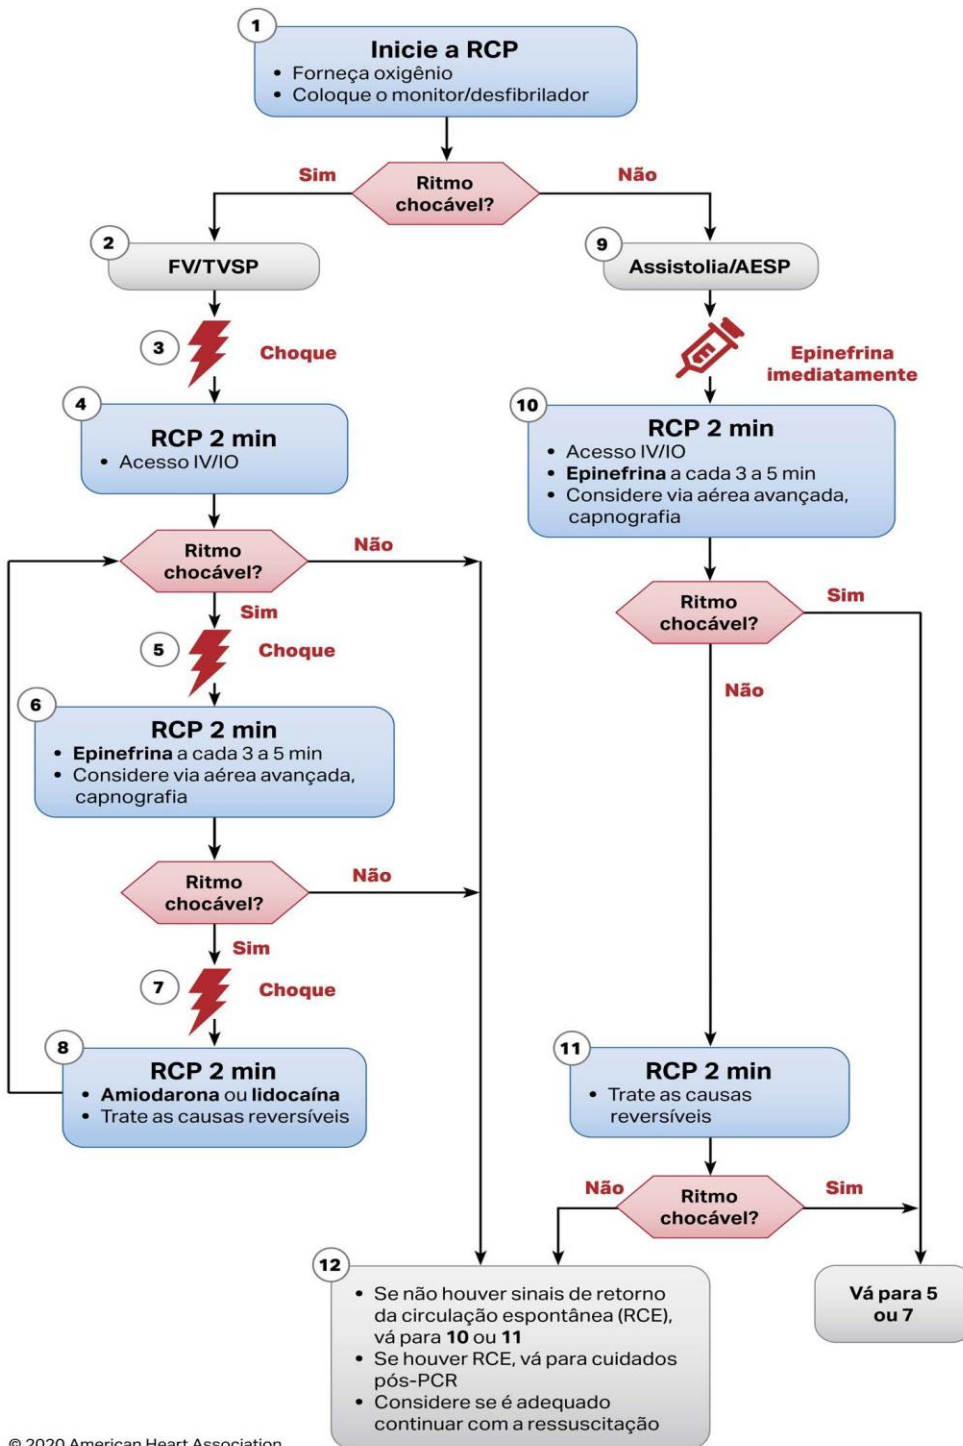 1
Inicie a RCP
• Forneça oxigênio
• Coloque o monitor/desfibrilador
Sim
Ritmo
chocável?
Não
2
FV/TVSP
3
Choque
4
RCP 2 min
• Acesso IV/IO
Ritmo
chocável?
Não
Sim
5
Choque
6
RCP 2 min
• Epinefrina a cada 3 a 5 min
• Considere via aérea avançada,
capnografia
Ritmo
chocável?
Não
Sim
7
Choque
8
RCP 2 min
• Amiodarona ou lidocaína
• Trate as causas reversíveis
9
Assistolia/AESP
Epinefrina
imediatamente
10
RCP 2 min
• Acesso IV/IO
• Epinefrina a cada 3 a 5 min
• Considere via aérea avançada,
capnografia
Ritmo
chocável?
Sim
Não
11
RCP 2 min
• Trate as causas
reversíveis
Não
Ritmo
chocável?
Sim
12
• Se não houver sinais de retorno
da circulação espontânea (RCE),
vá para 10 ou 11
• Se houver RCE, vá para cuidados
pós-PCR
• Considere se é adequado
continuar com a ressuscitação
Vá para 5
ou 7
© 2020 American Heart Association